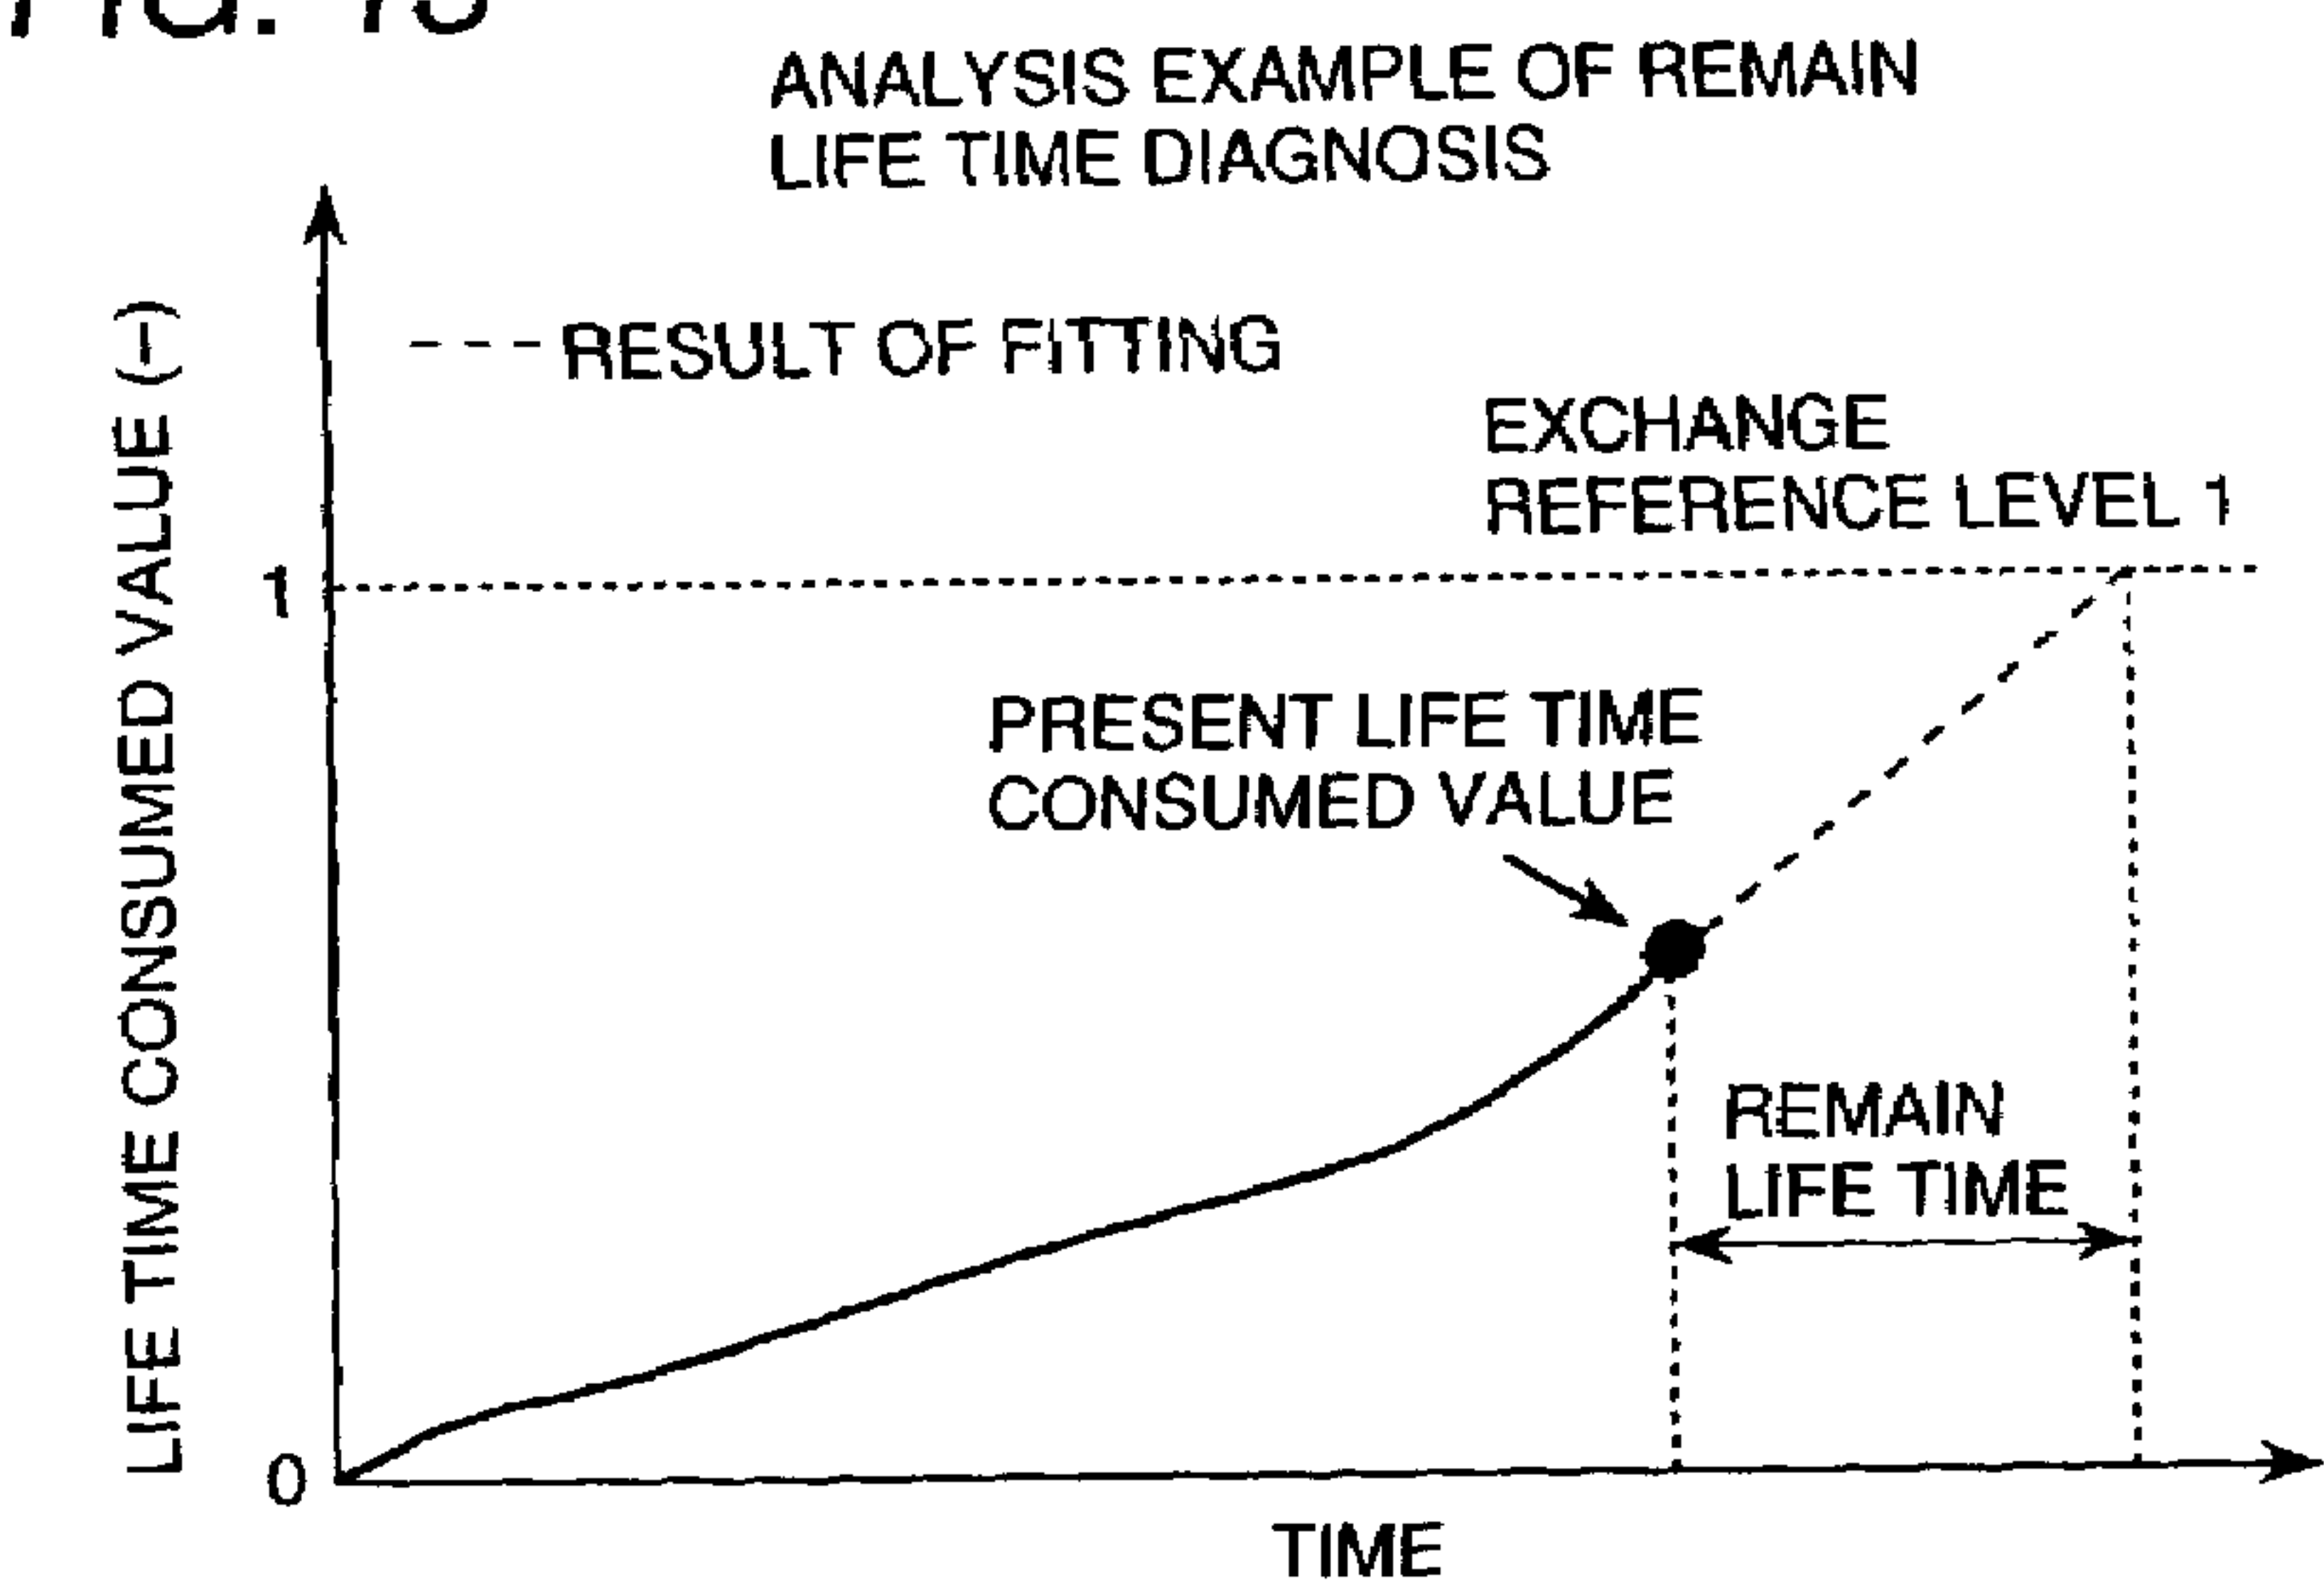 ANALYSIS EXAMPLE OF REMAIN
LIFE TIME DIAGNOSIS
LIFE TIME CONSUMED VALUE (−)
--- RESULT OF FITTING
EXCHANGE
REFERENCE LEVEL 1
1
PRESENT LIFE TIME
CONSUMED VALUE
REMAIN
LIFE TIME
0
TIME